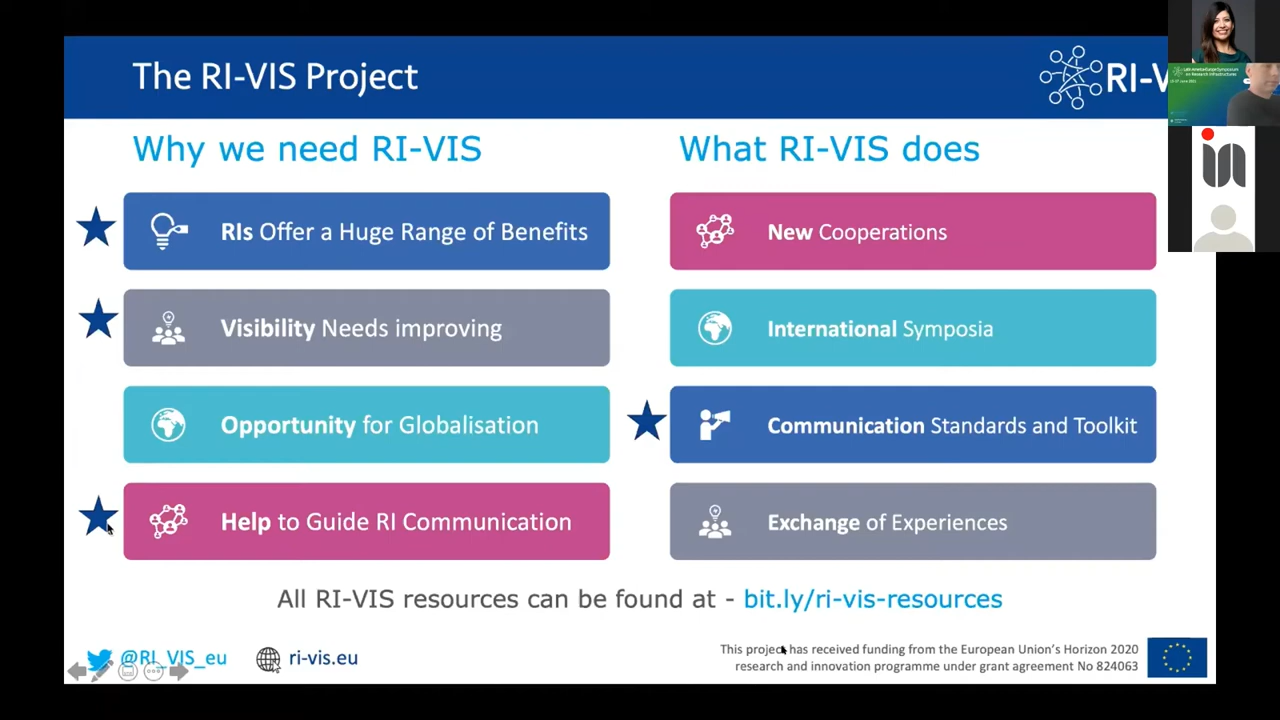 The RI-VIS Project
RI-V
Why we need RI-VIS
What RI-VIS does
RIs Offer a Huge Range of Benefits
New Cooperations
Visibility Needs improving
International Symposia
Opportunity for Globalisation
Communication Standards and Toolkit
Help to Guide RI Communication
Exchange of Experiences
All RI-VIS resources can be found at - bit.ly/ri-vis-resources
@RI_VIS_eu
ri-vis.eu
This project has received funding from the European Union's Horizon 2020
research and innovation programme under grant agreement No 824063